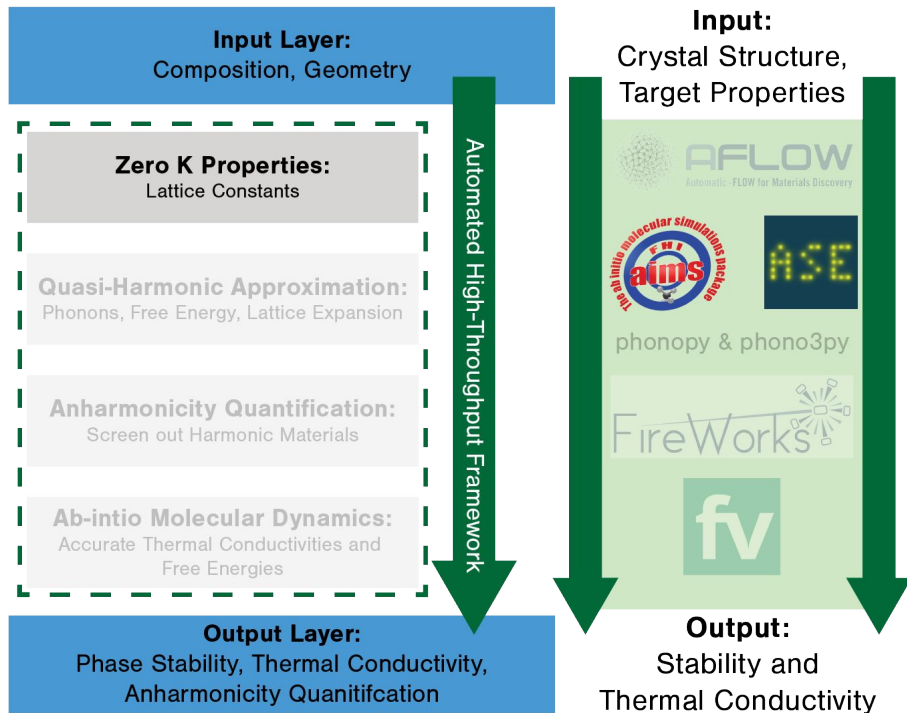 Input Layer:
Composition, Geometry
Zero K Properties:
Lattice Constants
Quasi-Harmonic Approximation:
Phonons, Free Energy, Lattice Expansion
Anharmonicity Quantification:
Screen out Harmonic Materials
Ab-intio Molecular Dynamics:
Accurate Thermal Conductivities and
Free Energies
Output Layer:
Phase Stability, Thermal Conductivity,
Anharmonicity Quanitifcation
Automated High-Throughput Framework
Input:
Crystal Structure,
Target Properties
AFLOW
Automatic - FLOW for Materials Discovery
The ab initio molecular simulations package
FHI
aims
ASE
phonopy & phono3py
FireWorks
fv
Output:
Stability and
Thermal Conductivity